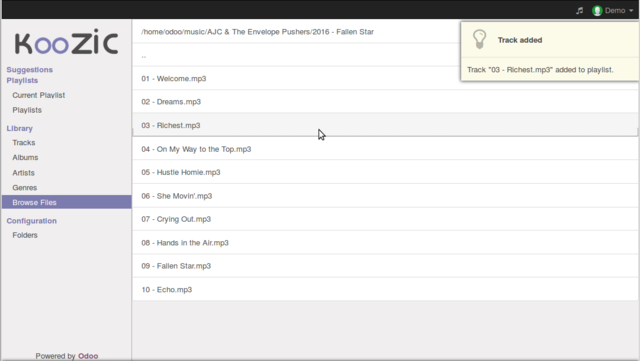 Demo
KOOZIC
Suggestions
Playlists
Current Playlist
Playlists
Library
Tracks
Albums
Artists
Genres
Browse Files
Configuration
Folders
Powered by Odoo
/home/odoo/music/AJC & The Envelope Pushers/2016 - Fallen Star
..
01 - Welcome.mp3
02 - Dreams.mp3
03 - Richest.mp3
04 - On My Way to the Top.mp3
05 - Hustle Homie.mp3
06 - She Movin'.mp3
07 - Crying Out.mp3
08 - Hands in the Air.mp3
09 - Fallen Star.mp3
10 - Echo.mp3
Track added
Track "03 - Richest.mp3" added to playlist.